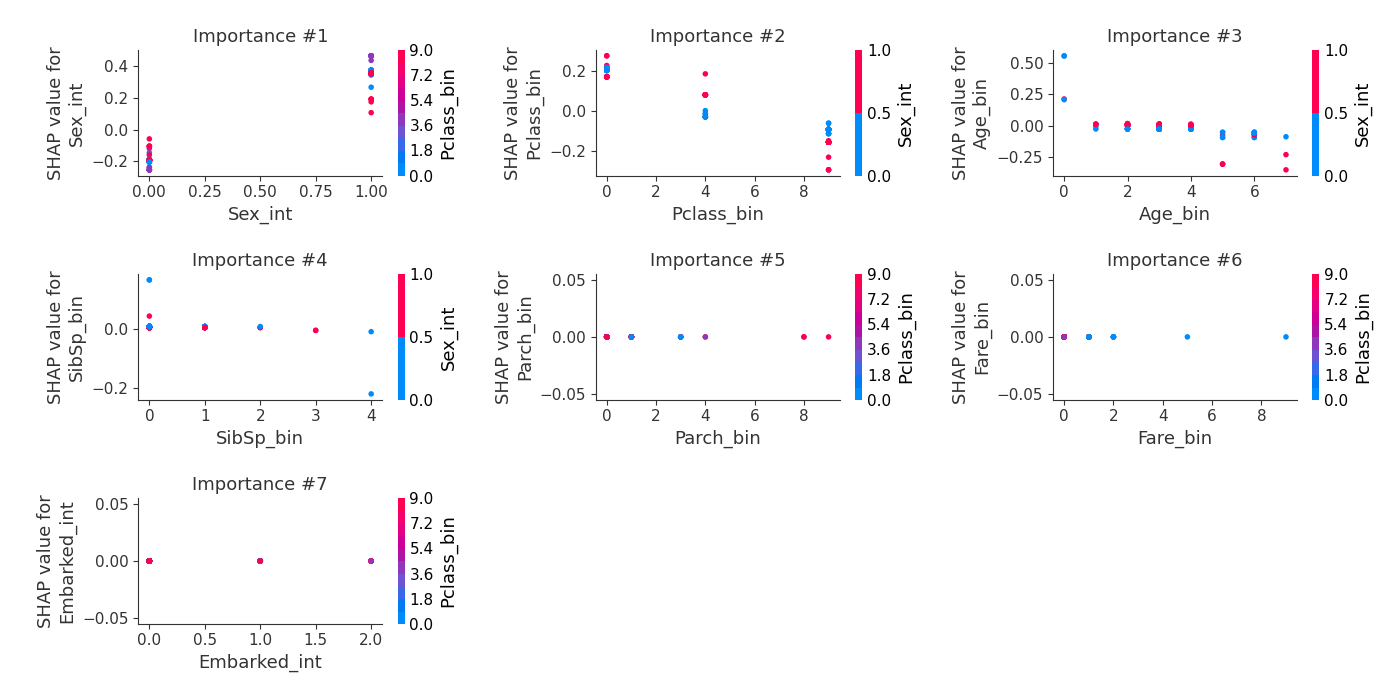 Importance #1
SHAP value for
Sex_int
0.4
0.2
0.0
−0.2
0.00 0.25 0.50 0.75 1.00
Sex_int
9.0
7.2
5.4
3.6
1.8
0.0
Pclass_bin
Importance #2
SHAP value for
Pclass_bin
0.2
0.0
−0.2
0 2 4 6 8
Pclass_bin
1.0
0.5
0.0
Sex_int
Importance #3
SHAP value for
Age_bin
0.50
0.25
0.00
−0.25
0 2 4 6
Age_bin
1.0
0.5
0.0
Sex_int
Importance #4
SHAP value for
SibSp_bin
0.0
−0.2
0 1 2 3 4
SibSp_bin
1.0
0.5
0.0
Sex_int
Importance #5
SHAP value for
Parch_bin
0.05
0.00
−0.05
0 2 4 6 8
Parch_bin
9.0
7.2
5.4
3.6
1.8
0.0
Pclass_bin
Importance #6
SHAP value for
Fare_bin
0.05
0.00
−0.05
0 2 4 6 8
Fare_bin
9.0
7.2
5.4
3.6
1.8
0.0
Pclass_bin
Importance #7
SHAP value for
Embarked_int
0.05
0.00
−0.05
0.0 0.5 1.0 1.5 2.0
Embarked_int
9.0
7.2
5.4
3.6
1.8
0.0
Pclass_bin